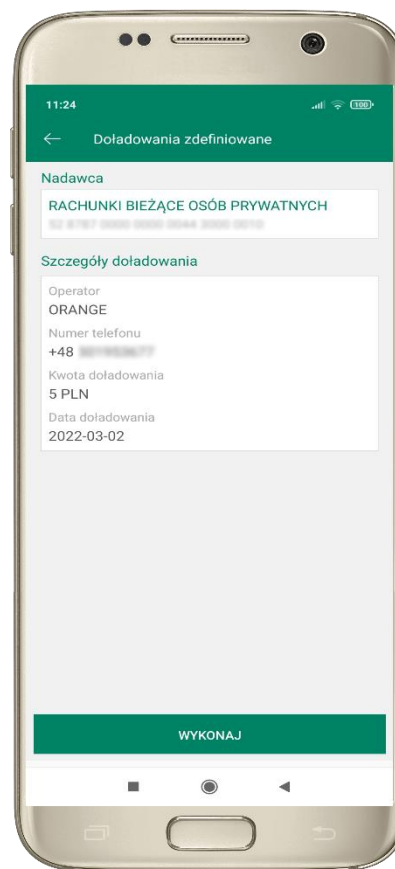 11:24
100
Doładowania zdefiniowane
Nadawca
RACHUNKI BIEŻĄCE OSÓB PRYWATNYCH
Szczegóły doładowania
Operator
ORANGE
Numer telefonu
+48
Kwota doładowania
5 PLN
Data doładowania
2022-03-02
WYKONAJ